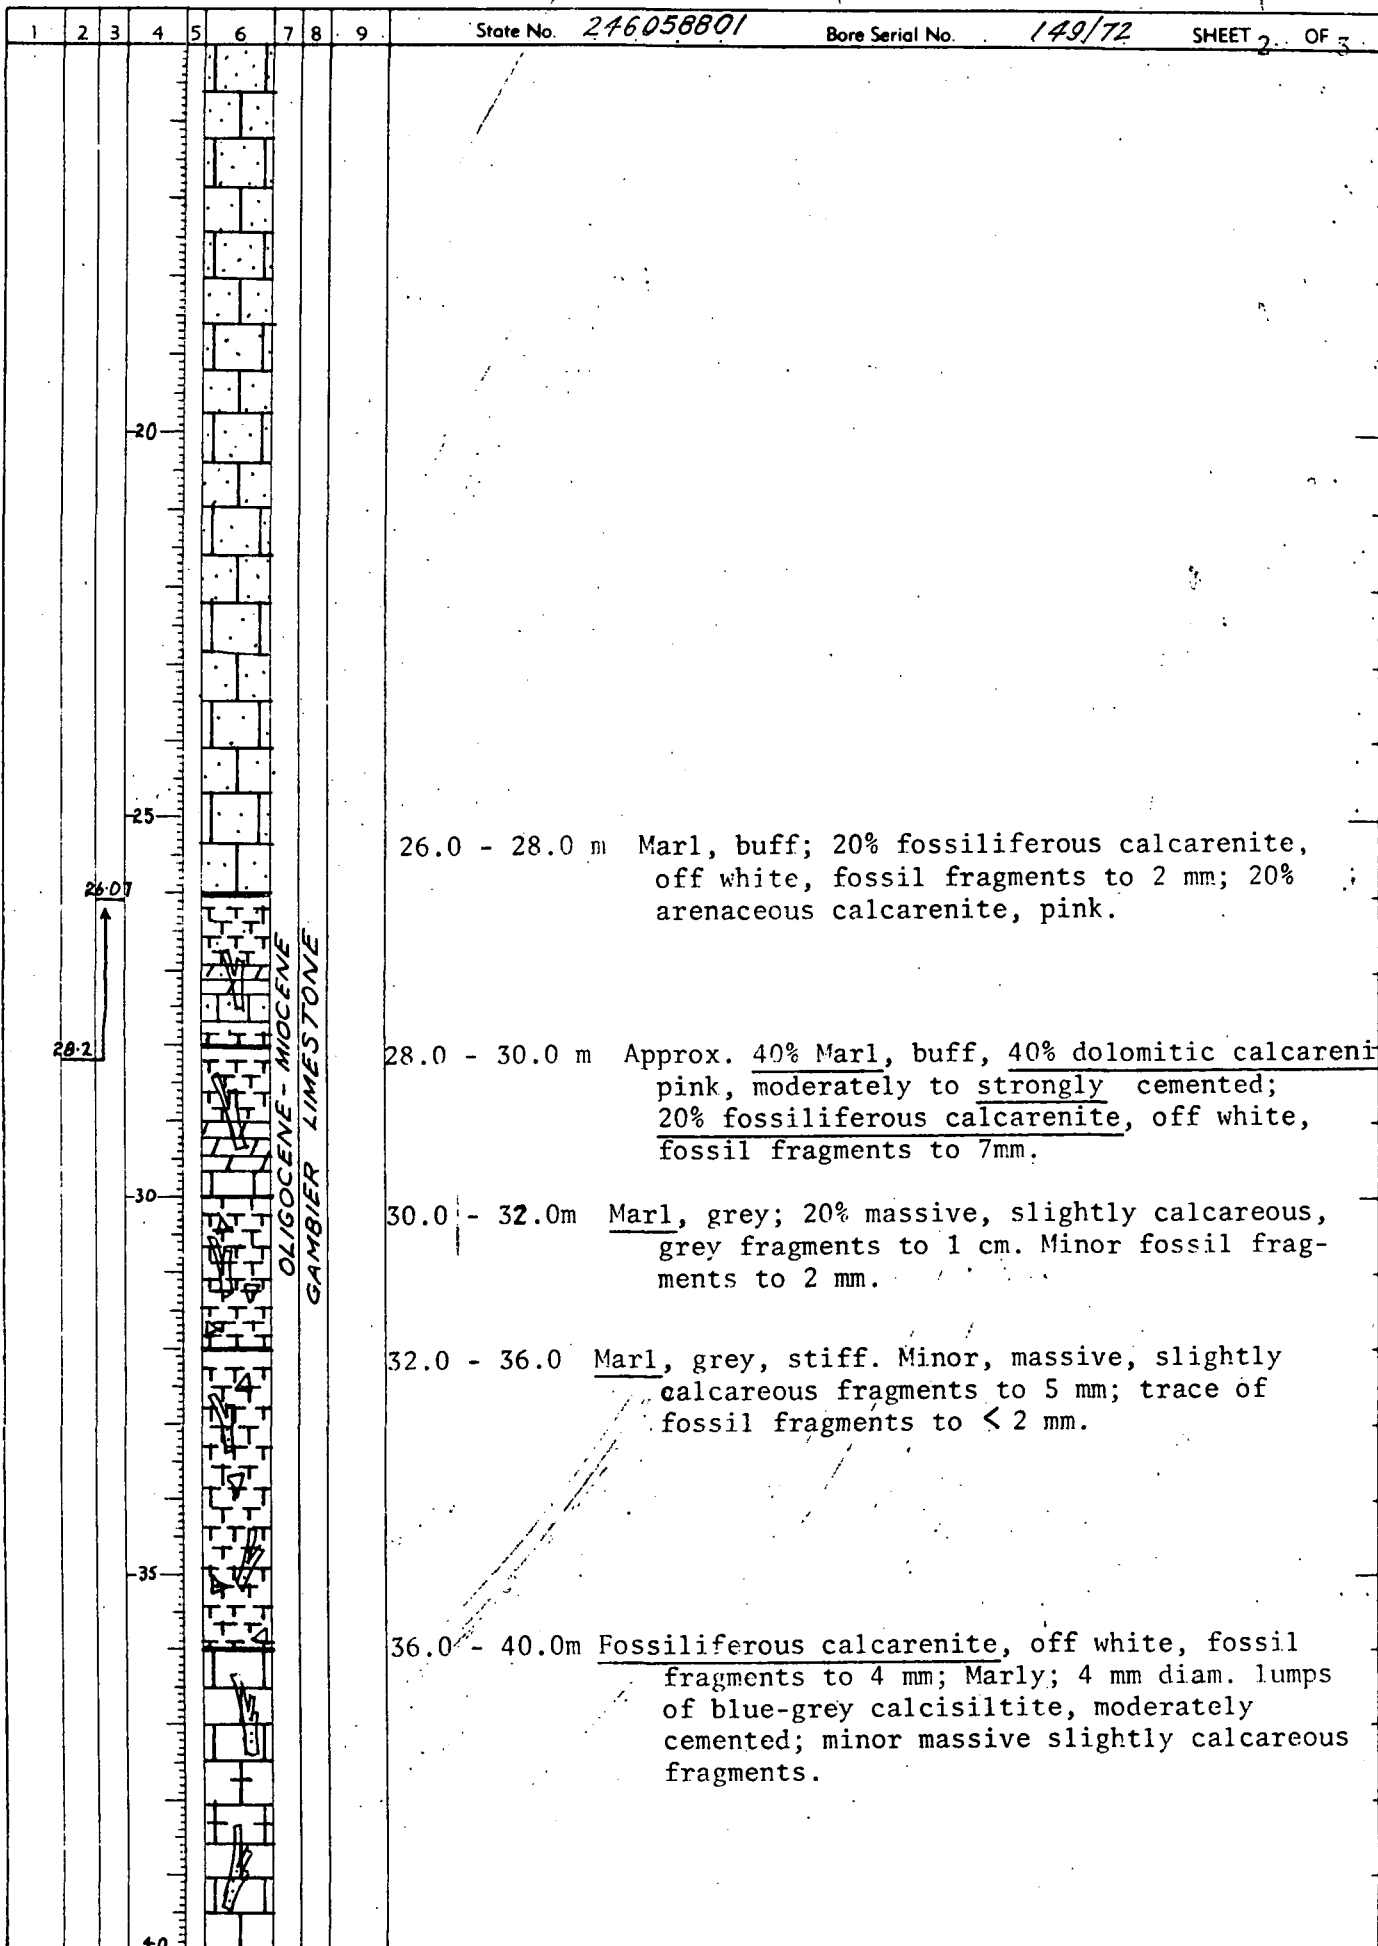 1 2 3 4 5 6 7 8 9 State No. 246058801 Bore Serial No. 149/72 SHEET 2 OF 3
20
25
26.0 - 28.0 m Marl, buff; 20% fossiliferous calcarenite,
off white, fossil fragments to 2 mm; 20%
arenaceous calcarenite, pink.
26.07
28.2
OLIGOCENE - MIOCENE
GAMBIER LIMESTONE
28.0 - 30.0 m Approx. 40% Marl, buff, 40% dolomitic calcareni
pink, moderately to strongly cemented;
20% fossiliferous calcarenite, off white,
fossil fragments to 7mm.
30
30.0 - 32.0m Marl, grey; 20% massive, slightly calcareous,
grey fragments to 1 cm. Minor fossil frag-
ments to 2 mm.
32.0 - 36.0 Marl, grey, stiff. Minor, massive, slightly
calcareous fragments to 5 mm; trace of
fossil fragments to < 2 mm.
35
36.0 - 40.0m Fossiliferous calcarenite, off white, fossil
fragments to 4 mm; Marly; 4 mm diam. lumps
of blue-grey calcisiltite, moderately
cemented; minor massive slightly calcareous
fragments.
40